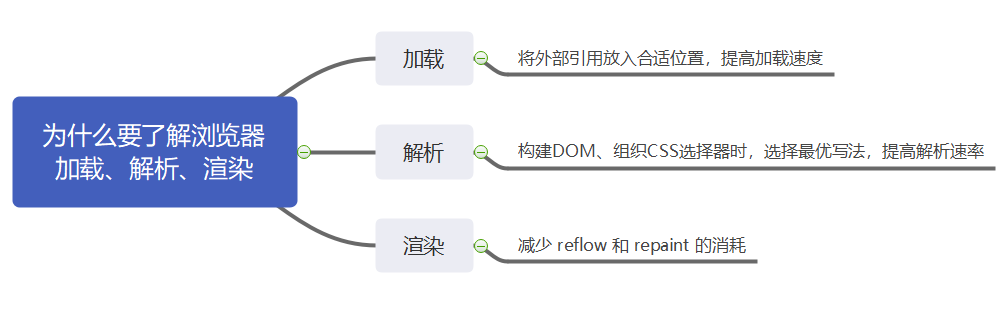 为什么要了解浏览器
加载、解析、渲染
加载
将外部引用放入合适位置，提高加载速度
解析
构建DOM、组织CSS选择器时，选择最优写法，提高解析速率
渲染
减少 reflow 和 repaint 的消耗